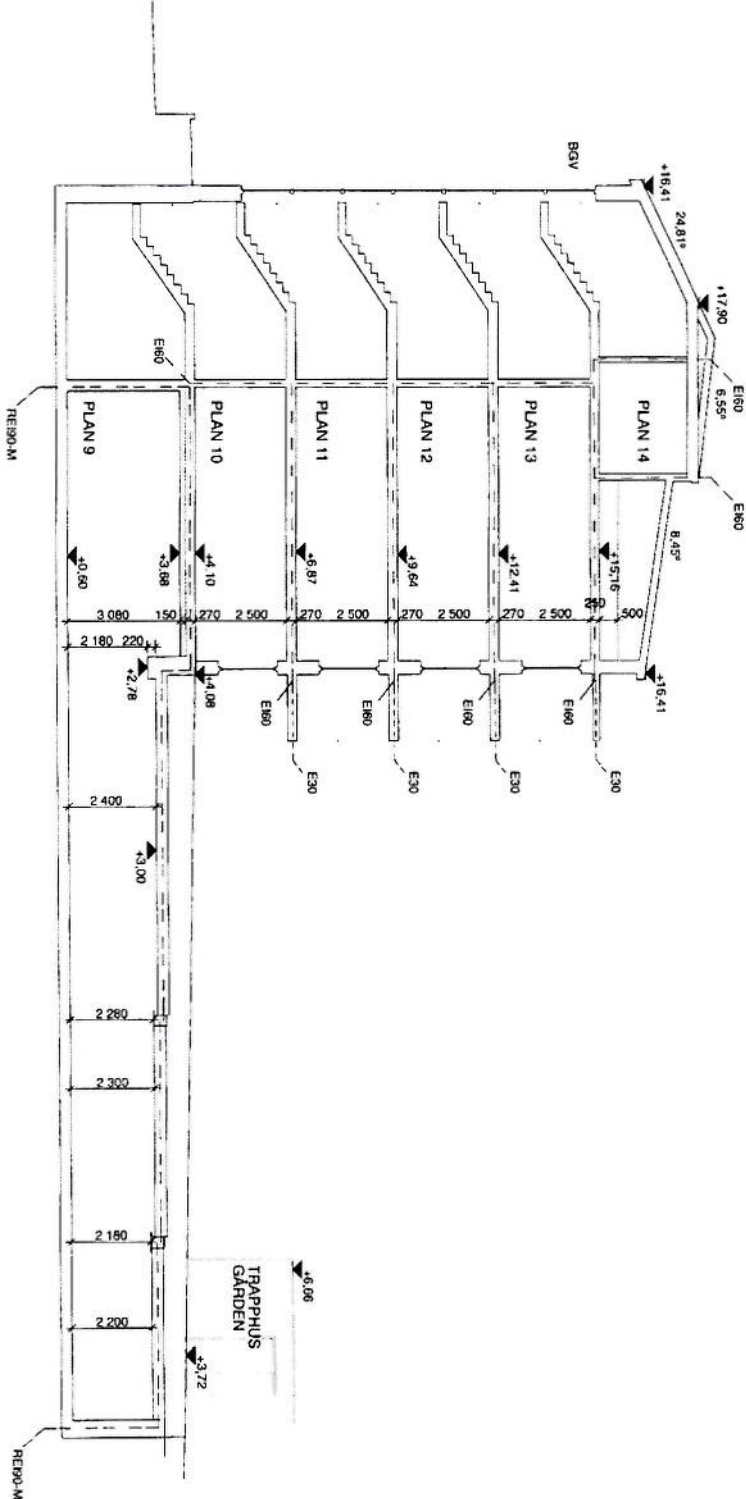 BGV
+16,41
24,81º
+17,90
EI60
6,55º
EI60
8,45º
+16,41
PLAN 14
PLAN 13
PLAN 12
PLAN 11
PLAN 10
PLAN 9
EI60
REI90-M
+15,16
+12,41
+9,64
+6,87
+4,10
+3,68
+0,60
3 080
150
270
2 500
270
2 500
270
2 500
270
2 500
250
500
2 180
220
+2,78
+4,08
EI60
EI60
EI60
EI60
E30
E30
E30
E30
2 400
+3,00
2 280
2 300
2 180
2 200
+6,66
TRAPPHUS
GÅRDEN
+3,72
REI90-M